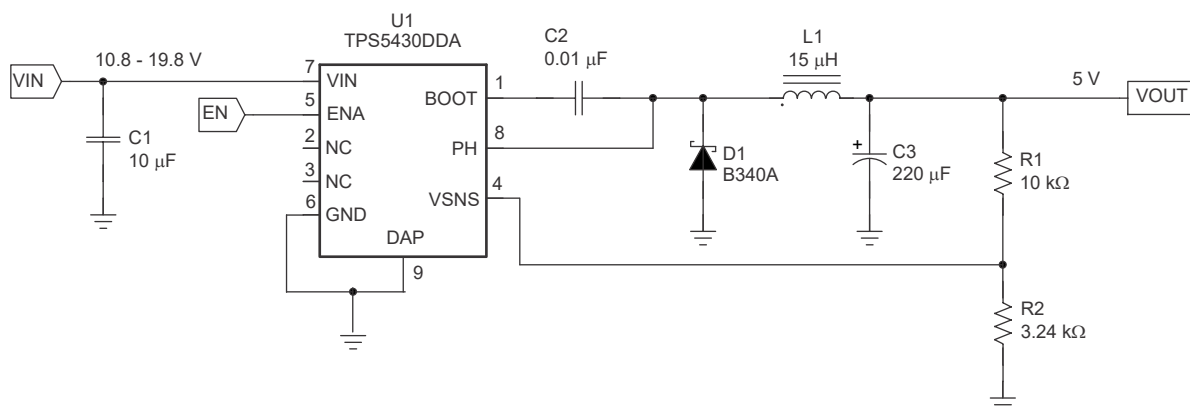 U1
TPS5430DDA
C2
0.01 μF
L1
15 μH
VIN
10.8 - 19.8 V
7
VIN
1
BOOT
5 V
VOUT
EN
5
ENA
C1
10 μF
2
NC
8
PH
D1
B340A
+
C3
220 μF
R1
10 kΩ
3
NC
4
VSNS
6
GND
DAP
9
R2
3.24 kΩ